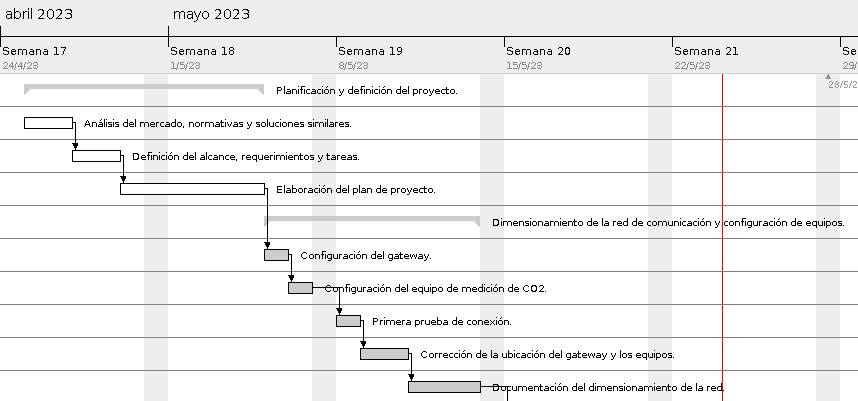 abril 2023
mayo 2023
Semana 17
Semana 18
Semana 19
Semana 20
Semana 21
Se
24/4/23
1/5/23
8/5/23
15/5/23
22/5/23
29/
28/5/2
Planificación y definición del proyecto.
Análisis del mercado, normativas y soluciones similares.
Definición del alcance, requerimientos y tareas.
Elaboración del plan de proyecto.
Dimensionamiento de la red de comunicación y configuración de equipos.
Configuración del gateway.
Configuración del equipo de medición de CO2.
Primera prueba de conexión.
Corrección de la ubicación del gateway y los equipos.
Documentación del dimensionamiento de la red.